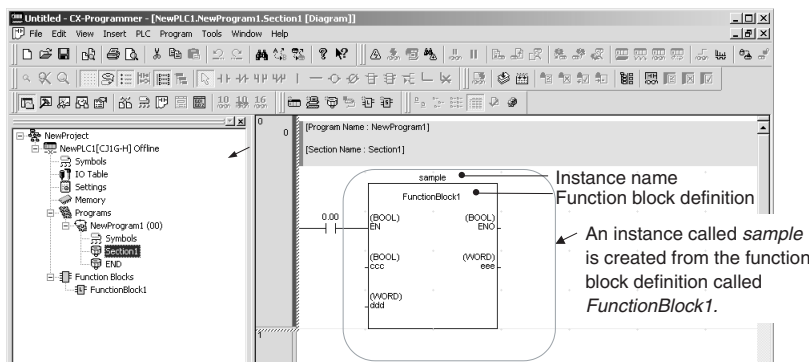 Untitled - CX-Programmer - [NewPLC1.NewProgram1.Section1 [Diagram]]
File Edit View Insert PLC Program Tools Window Help
10 10 16
NewProject
NewPLC1[CJ1G-H] Offline
Symbols
IO Table
Settings
Memory
Programs
NewProgram1 (00)
Symbols
Section1
END
Function Blocks
FunctionBlock1
0
0
[Program Name : NewProgram1]
[Section Name : Section1]
sample
FunctionBlock1
0.00
(BOOL)
EN
(BOOL)
ENO
(BOOL)
ccc
(WORD)
eee
(WORD)
ddd
1
Instance name
Function block definition
An instance called sample
is created from the function
block definition called
FunctionBlock1.